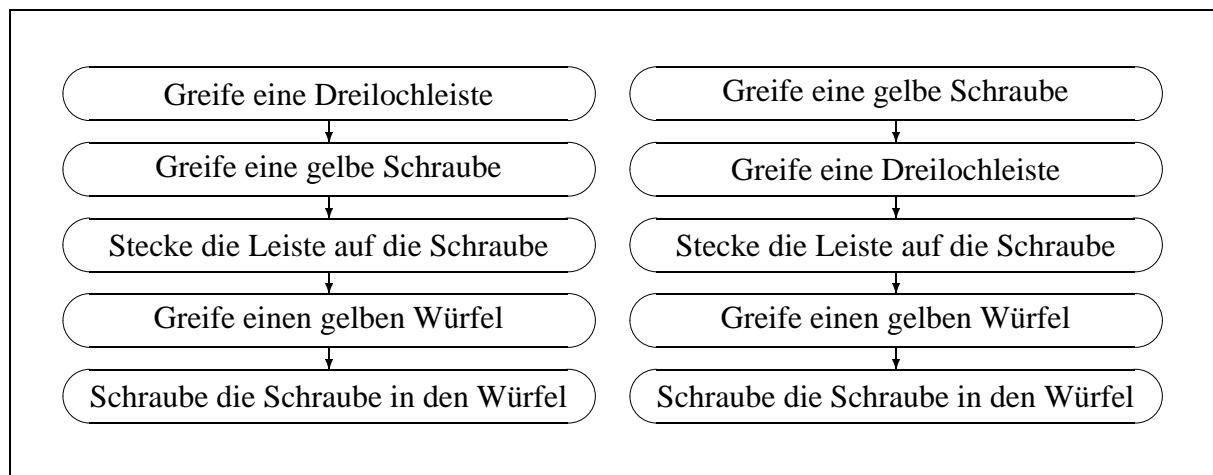 Greife eine Dreilochleiste
Greife eine gelbe Schraube
Stecke die Leiste auf die Schraube
Greife einen gelben Würfel
Schraube die Schraube in den Würfel
Greife eine gelbe Schraube
Greife eine Dreilochleiste
Stecke die Leiste auf die Schraube
Greife einen gelben Würfel
Schraube die Schraube in den Würfel